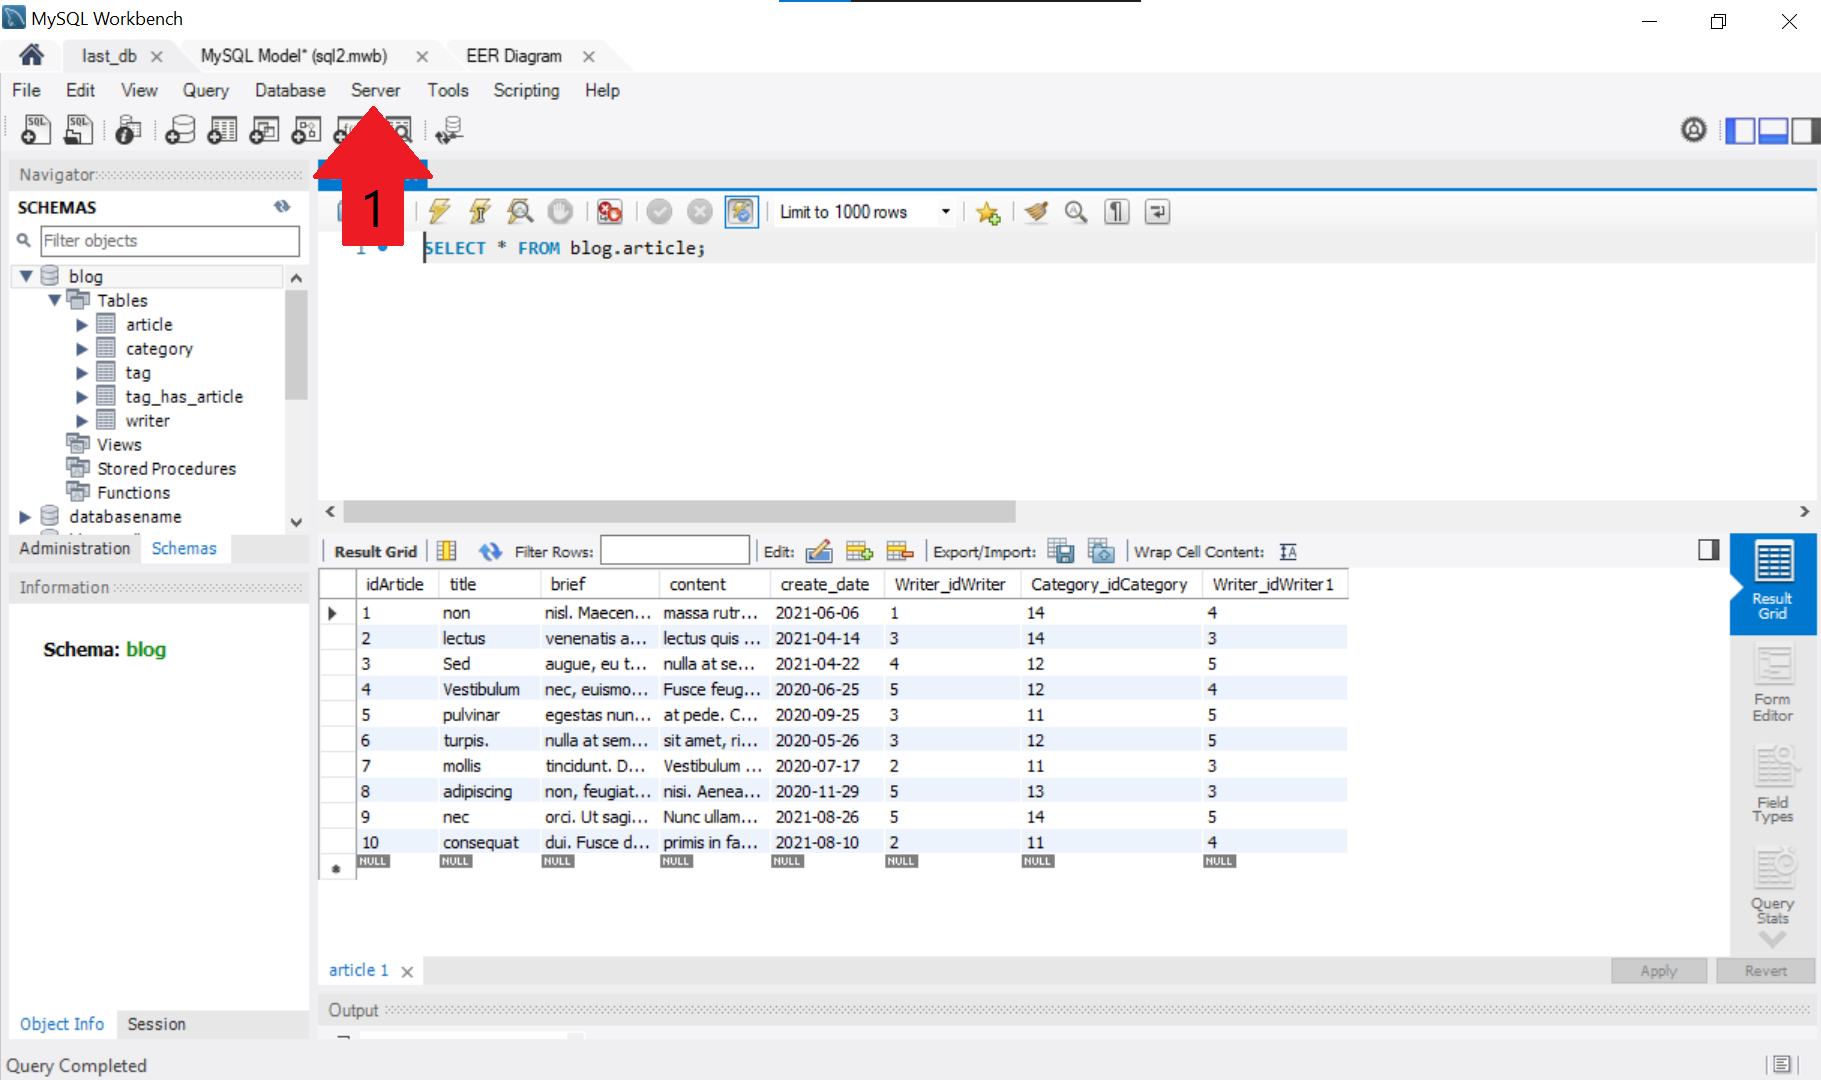 MySQL Workbench
last_db MySQL Model* (sql2.mwb) EER Diagram
File Edit View Query Database Server Tools Scripting Help
SQL SQL
Navigator
SCHEMAS
Filter objects
blog
Tables
article
category
tag
tag_has_article
writer
Views
Stored Procedures
Functions
databasename
Administration Schemas
Information
Schema: blog
Object Info Session
1
Limit to 1000 rows
1 SELECT * FROM blog.article;
Result Grid Filter Rows: Edit: Export/Import: Wrap Cell Content: IA
idArticle title brief content create_date Writer_idWriter Category_idCategory Writer_idWriter1
1 non nisl. Maecen... massa rutr... 2021-06-06 1 14 4
2 lectus venenatis a... lectus quis ... 2021-04-14 3 14 3
3 Sed augue, eu t... nulla at se... 2021-04-22 4 12 5
4 Vestibulum nec, euismo... Fusce feug... 2020-06-25 5 12 4
5 pulvinar egestas nun... at pede. C... 2020-09-25 3 11 5
6 turpis. nulla at sem... sit amet, ri... 2020-05-26 3 12 5
7 mollis tincidunt. D... Vestibulum ... 2020-07-17 2 11 3
8 adipiscing non, feugiat... nisi. Aenea... 2020-11-29 5 13 3
9 nec orci. Ut sagi... Nunc ullam... 2021-08-26 5 14 5
10 consequat dui. Fusce d... primis in fa... 2021-08-10 2 11 4
NULL NULL NULL NULL NULL NULL NULL NULL
Result
Grid
Form
Editor
Field
Types
Query
Stats
article 1 Apply Revert
Output
Query Completed